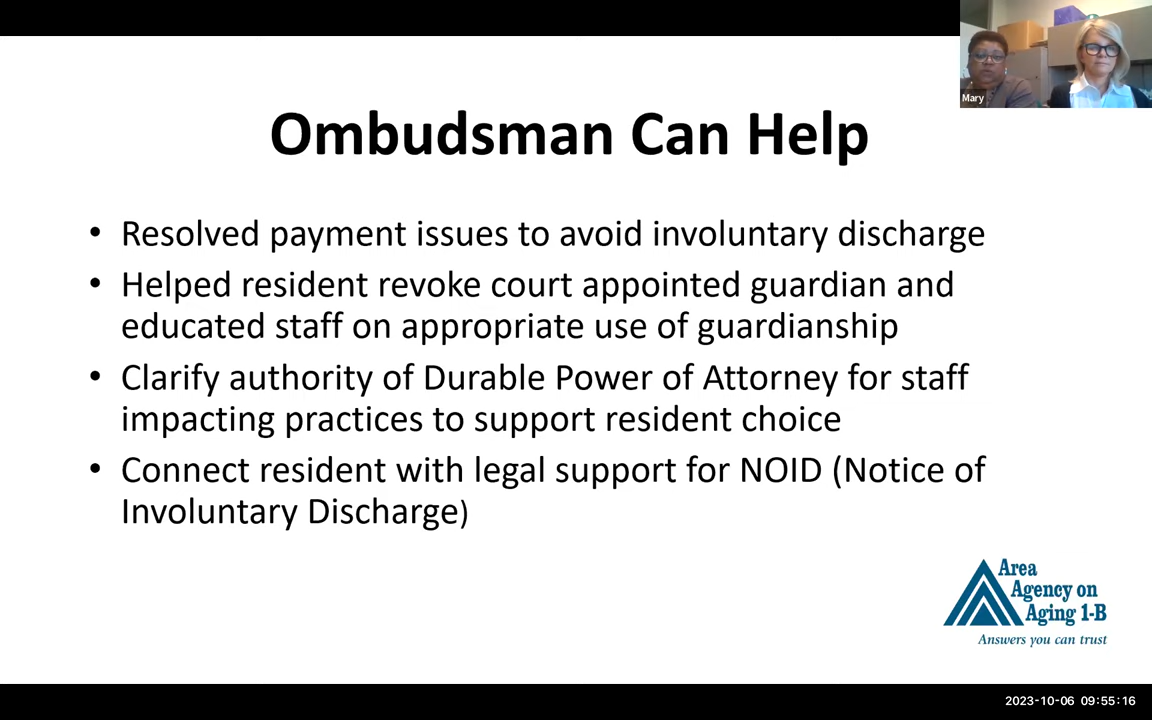 Mary
Ombudsman Can Help
• Resolved payment issues to avoid involuntary discharge
• Helped resident revoke court appointed guardian and
educated staff on appropriate use of guardianship
• Clarify authority of Durable Power of Attorney for staff
impacting practices to support resident choice
• Connect resident with legal support for NOID (Notice of
Involuntary Discharge)
Area
Agency on
Aging 1-B
Answers you can trust
2023-10-06 09:55:16